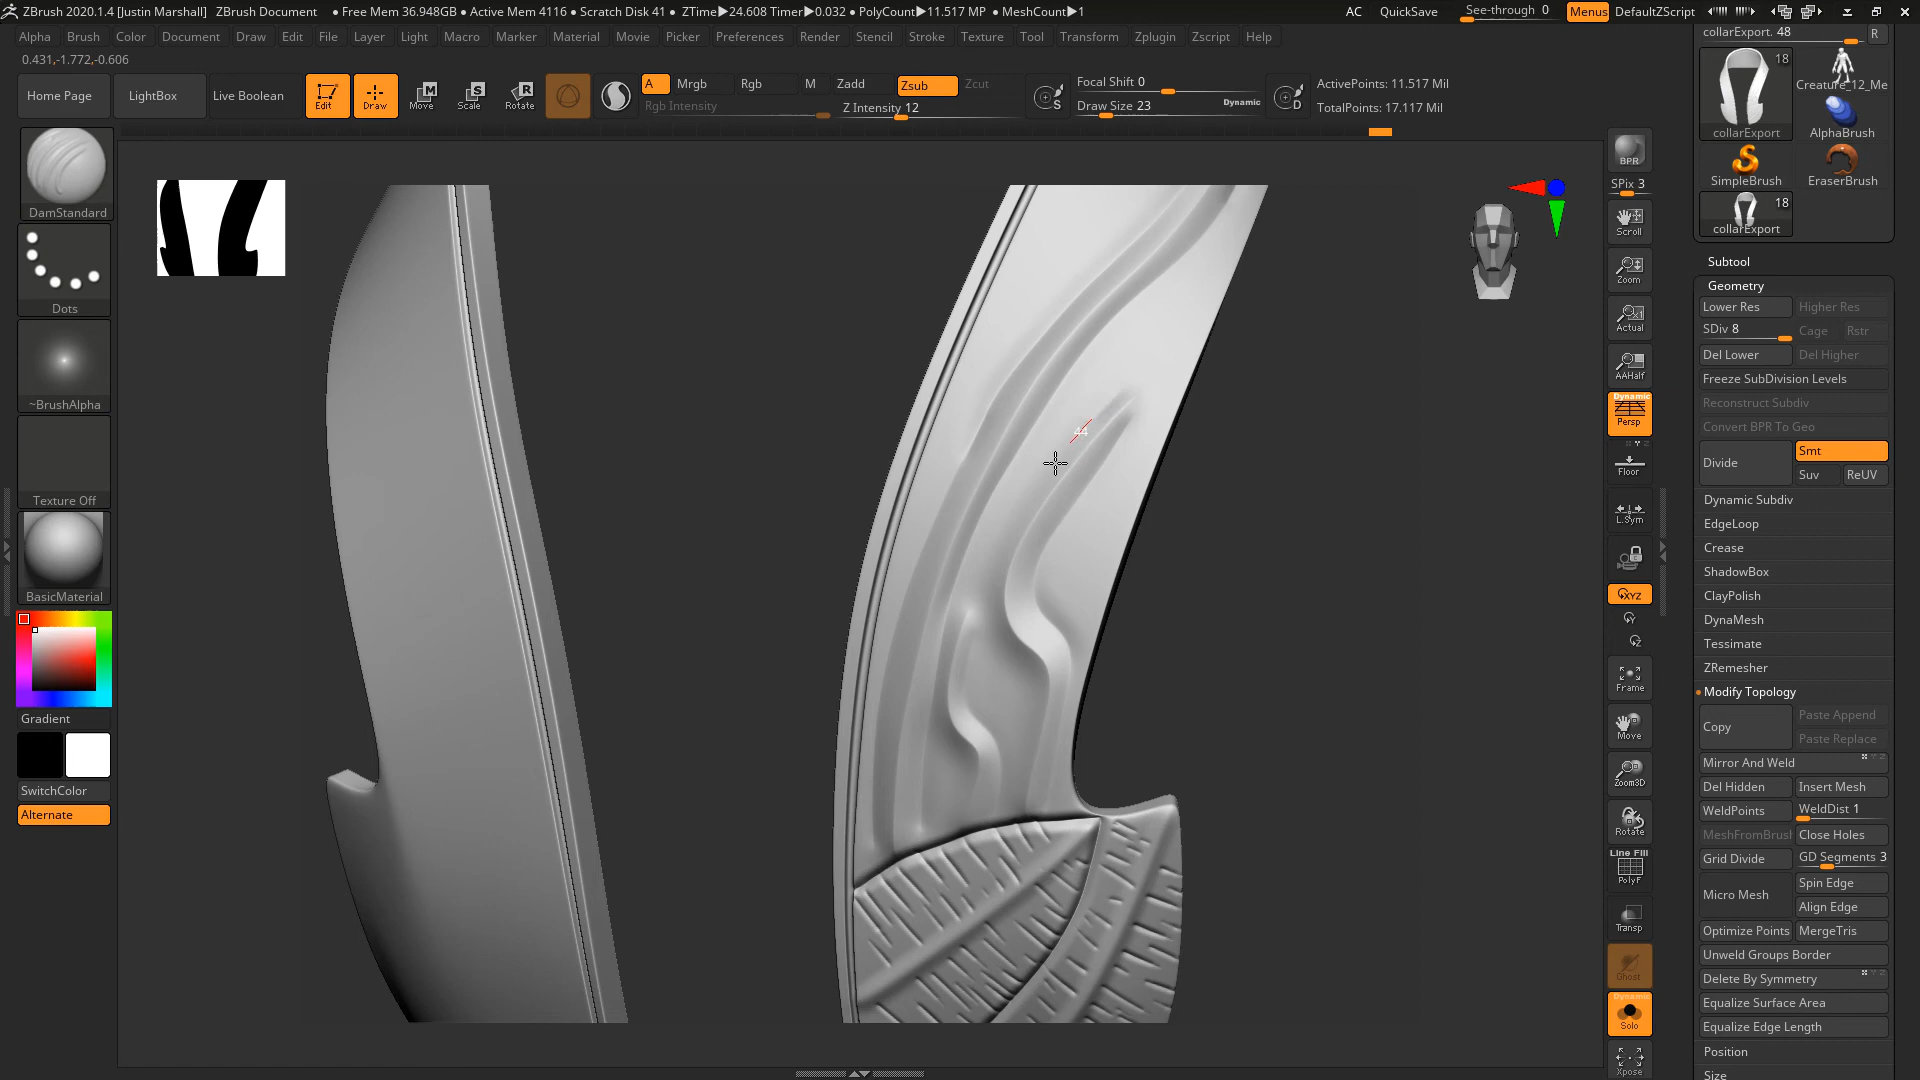 ZBrush 2020.1.4 [Justin Marshall] ZBrush Document ● Free Mem 36.948GB ● Active Mem 4116 ● Scratch Disk 41 ● ZTime▶24.608 Timer▶0.032 ● PolyCount▶11.517 MP ● MeshCount▶1 AC QuickSave See-through 0 Menus DefaultZScript
Alpha Brush Color Document Draw Edit File Layer Light Macro Marker Material Movie Picker Preferences Render Stencil Stroke Texture Tool Transform Zplugin Zscript Help
0.431,-1.772,-0.606
Home Page LightBox Live Boolean Edit Draw Move Scale Rotate
A Mrgb Rgb M Zadd Zsub Zcut
Rgb Intensity Z Intensity 12
S Focal Shift 0
Draw Size 23 Dynamic D
ActivePoints: 11.517 Mil
TotalPoints: 17.117 Mil
DamStandard
Dots
~BrushAlpha
Texture Off
BasicMaterial
Gradient
SwitchColor
Alternate
BPR
SPix 3
Scroll
Zoom
Actual
AAHalf
Dynamic
Persp
Floor
L.Sym
XYZ
Y
Z
Frame
Move
Zoom3D
Rotate
Line Fill
PolyF
Transp
Ghost
Dynamic
Solo
Xpose
collarExport. 48 R
18
collarExport
Creature_12_Me
AlphaBrush
SimpleBrush EraserBrush
18
collarExport
Subtool
Geometry
Lower Res Higher Res
SDiv 8 Cage Rstr
Del Lower Del Higher
Freeze SubDivision Levels
Reconstruct Subdiv
Convert BPR To Geo
Divide Smt
Suv ReUV
Dynamic Subdiv
EdgeLoop
Crease
ShadowBox
ClayPolish
DynaMesh
Tessimate
ZRemesher
Modify Topology
Copy Paste Append
Paste Replace
Mirror And Weld
Del Hidden Insert Mesh
WeldPoints WeldDist 1
MeshFromBrush Close Holes
Grid Divide GD Segments 3
Micro Mesh Spin Edge
Align Edge
Optimize Points MergeTris
Unweld Groups Border
Delete By Symmetry
Equalize Surface Area
Equalize Edge Length
Position
Size